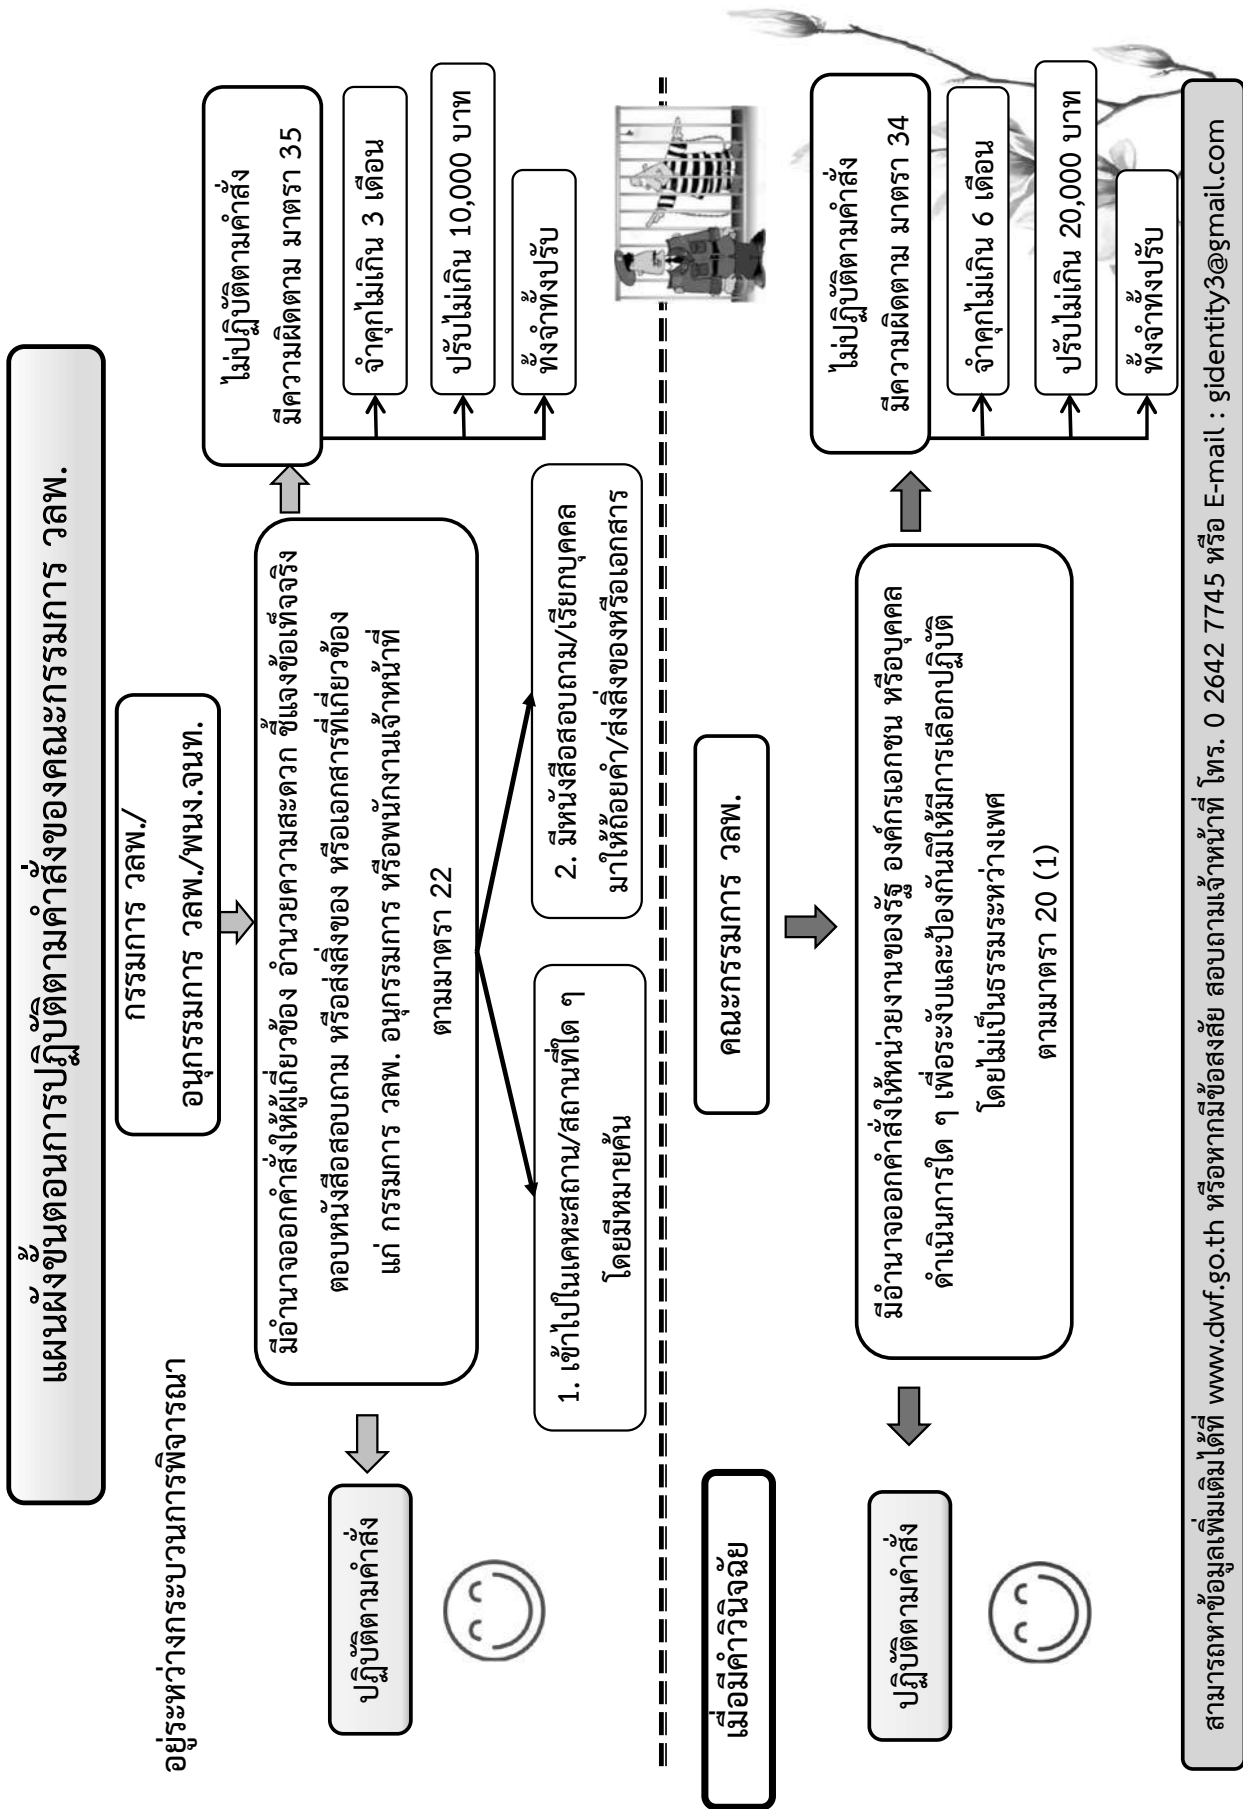 แผนผังขั้นตอนการปฏิบัติตามคำสั่งของคณะกรรมการ วลพ.
อยู่ระหว่างกระบวนการพิจารณา
กรรมการ วลพ./
อนุกรรมการ วลพ./พนง.จนท.
มีอำนาจออกคำสั่งให้ผู้เกี่ยวข้อง อำนวยความสะดวก ชี้แจงข้อเท็จจริง
ตอบหนังสือสอบถาม หรือส่งสิ่งของ หรือเอกสารที่เกี่ยวข้อง
แก่ กรรมการ วลพ. อนุกรรมการ หรือพนักงานเจ้าหน้าที่
ตามมาตรา 22
ปฏิบัติตามคำสั่ง
ไม่ปฏิบัติตามคำสั่ง
มีความผิดตาม มาตรา 35
จำคุกไม่เกิน 3 เดือน
ปรับไม่เกิน 10,000 บาท
ทั้งจำทั้งปรับ
1. เข้าไปในเคหะสถาน/สถานที่ใด ๆ
โดยมีหมายค้น
2. มีหนังสือสอบถาม/เรียกบุคคล
มาให้ถ้อยคำ/ส่งสิ่งของหรือเอกสาร
เมื่อมีคำวินิจฉัย
คณะกรรมการ วลพ.
มีอำนาจออกคำสั่งให้หน่วยงานของรัฐ องค์กรเอกชน หรือบุคคล
ดำเนินการใด ๆ เพื่อระงับและป้องกันมิให้มีการเลือกปฏิบัติ
โดยไม่เป็นธรรมระหว่างเพศ
ตามมาตรา 20 (1)
ปฏิบัติตามคำสั่ง
ไม่ปฏิบัติตามคำสั่ง
มีความผิดตาม มาตรา 34
จำคุกไม่เกิน 6 เดือน
ปรับไม่เกิน 20,000 บาท
ทั้งจำทั้งปรับ
สามารถหาข้อมูลเพิ่มเติมได้ที่ www.dwf.go.th หรือหากมีข้อสงสัย สอบถามเจ้าหน้าที่ โทร. 0 2642 7745 หรือ E-mail : gidentity3@gmail.com